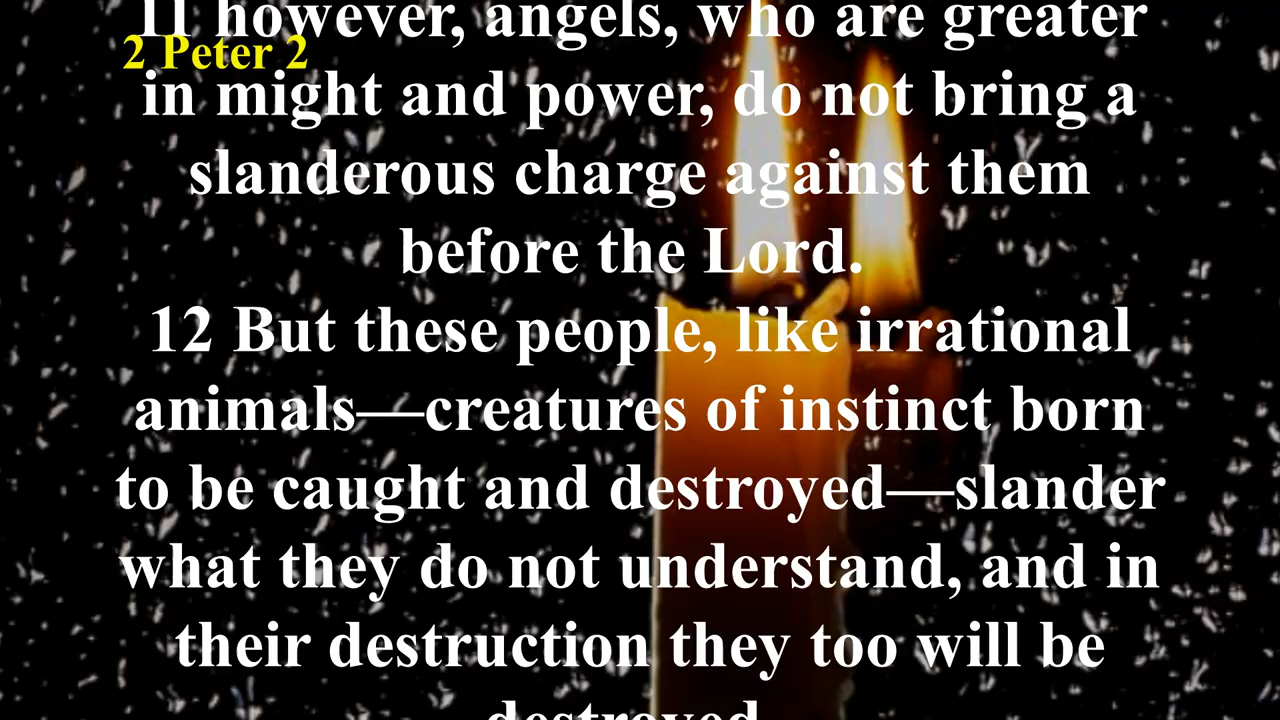 11 however, angels, who are greater
2 Peter 2
in might and power, do not bring a
slanderous charge against them
before the Lord.
12 But these people, like irrational
animals—creatures of instinct born
to be caught and destroyed—slander
what they do not understand, and in
their destruction they too will be
destroyed.